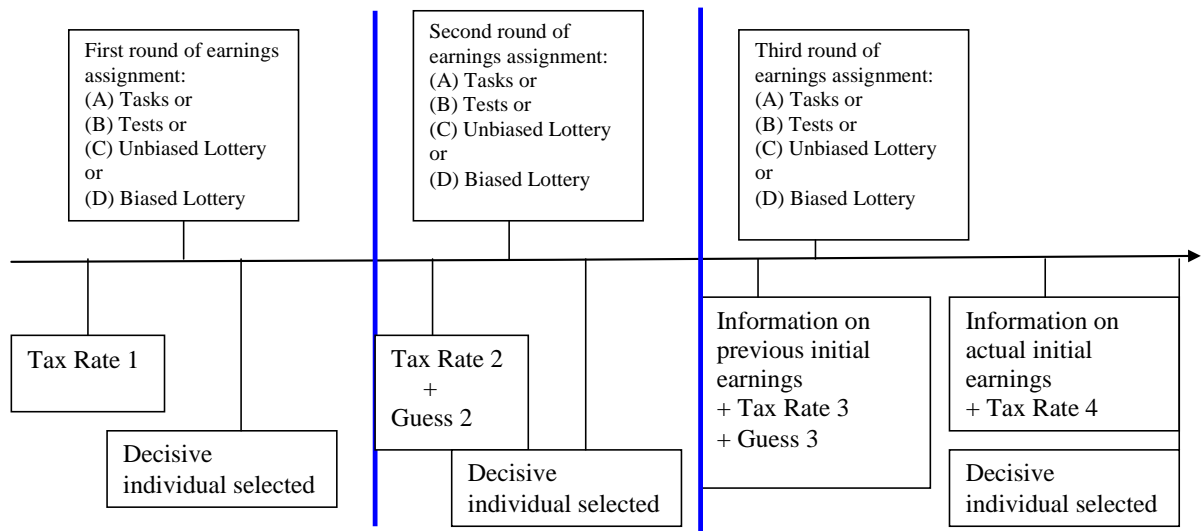 First round of earnings
assignment:
(A) Tasks or
(B) Tests or
(C) Unbiased Lottery
or
(D) Biased Lottery
Second round of
earnings assignment:
(A) Tasks or
(B) Tests or
(C) Unbiased Lottery
or
(D) Biased Lottery
Third round of
earnings assignment:
(A) Tasks or
(B) Tests or
(C) Unbiased Lottery
or
(D) Biased Lottery
Tax Rate 1
Decisive
individual selected
Tax Rate 2
+
Guess 2
Decisive
individual selected
Information on
previous initial
earnings
+ Tax Rate 3
+ Guess 3
Information on
actual initial
earnings
+ Tax Rate 4
Decisive
individual selected